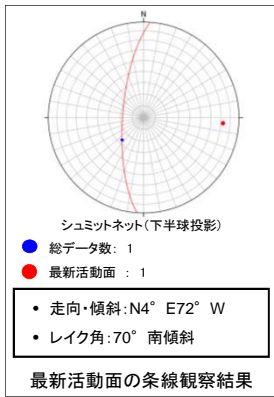 N
シュミットネット(下半球投影)
総データ数： 1
最新活動面 ： 1
• 走向・傾斜：N4° E72° W
• レイク角：70° 南傾斜
最新活動面の条線観察結果